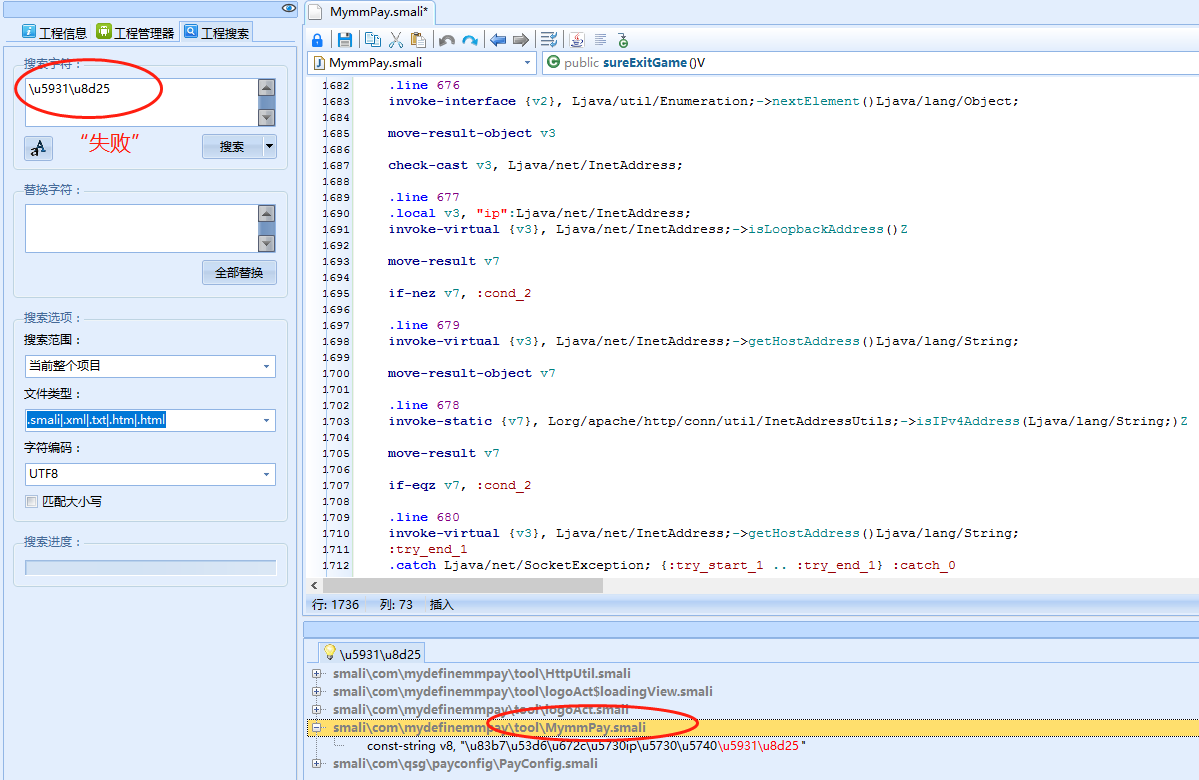 工程信息 工程管理器 工程搜索
搜索字符：
\u5931\u8d25
“失败”
搜索
替换字符：
全部替换
搜索选项：
搜索范围：
当前整个项目
文件类型：
.smali|.xml|.txt|.htm|.html
字符编码：
UTF8
匹配大小写
搜索进度：
MymmPay.smali*
MymmPay.smali
public sureExitGame()V
1682 .line 676
1683 invoke-interface {v2}, Ljava/util/Enumeration;->nextElement()Ljava/lang/Object;
1684
1685 move-result-object v3
1686
1687 check-cast v3, Ljava/net/InetAddress;
1688
1689 .line 677
1690 .local v3, "ip":Ljava/net/InetAddress;
1691 invoke-virtual {v3}, Ljava/net/InetAddress;->isLoopbackAddress()Z
1692
1693 move-result v7
1694
1695 if-nez v7, :cond_2
1696
1697 .line 679
1698 invoke-virtual {v3}, Ljava/net/InetAddress;->getHostAddress()Ljava/lang/String;
1699
1700 move-result-object v7
1701
1702 .line 678
1703 invoke-static {v7}, Lorg/apache/http/conn/util/InetAddressUtils;->isIPv4Address(Ljava/lang/String;)Z
1704
1705 move-result v7
1706
1707 if-eqz v7, :cond_2
1708
1709 .line 680
1710 invoke-virtual {v3}, Ljava/net/InetAddress;->getHostAddress()Ljava/lang/String;
1711 :try_end_1
1712 .catch Ljava/net/SocketException; {:try_start_1 .. :try_end_1} :catch_0
行: 1736 列: 73 插入
\u5931\u8d25
smali\com\mydefinemmpay\tool\HttpUtil.smali
smali\com\mydefinemmpay\tool\logoAct$loadingView.smali
smali\com\mydefinemmpay\tool\logoAct.smali
smali\com\mydefinemmpay\tool\MymmPay.smali
const-string v8, "\u83b7\u53d6\u672c\u5730ip\u5730\u5740\u5931\u8d25"
smali\com\qsg\payconfig\PayConfig.smali